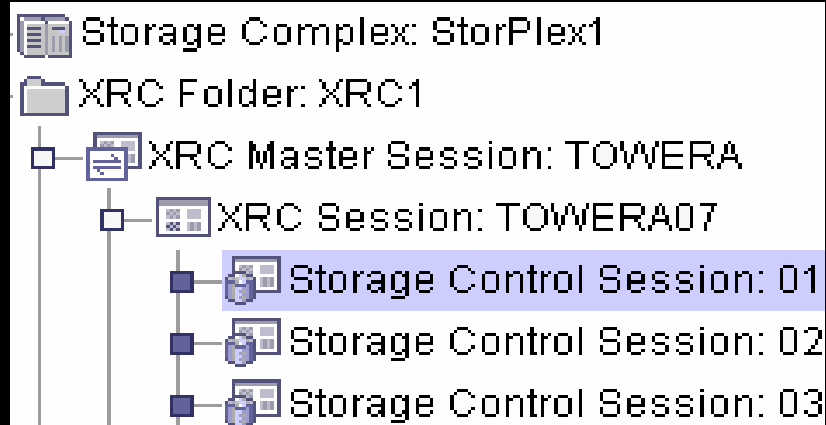 Storage Complex: StorPlex1
XRC Folder: XRC1
XRC Master Session: TOWERA
XRC Session: TOWERA07
Storage Control Session: 01
Storage Control Session: 02
Storage Control Session: 03